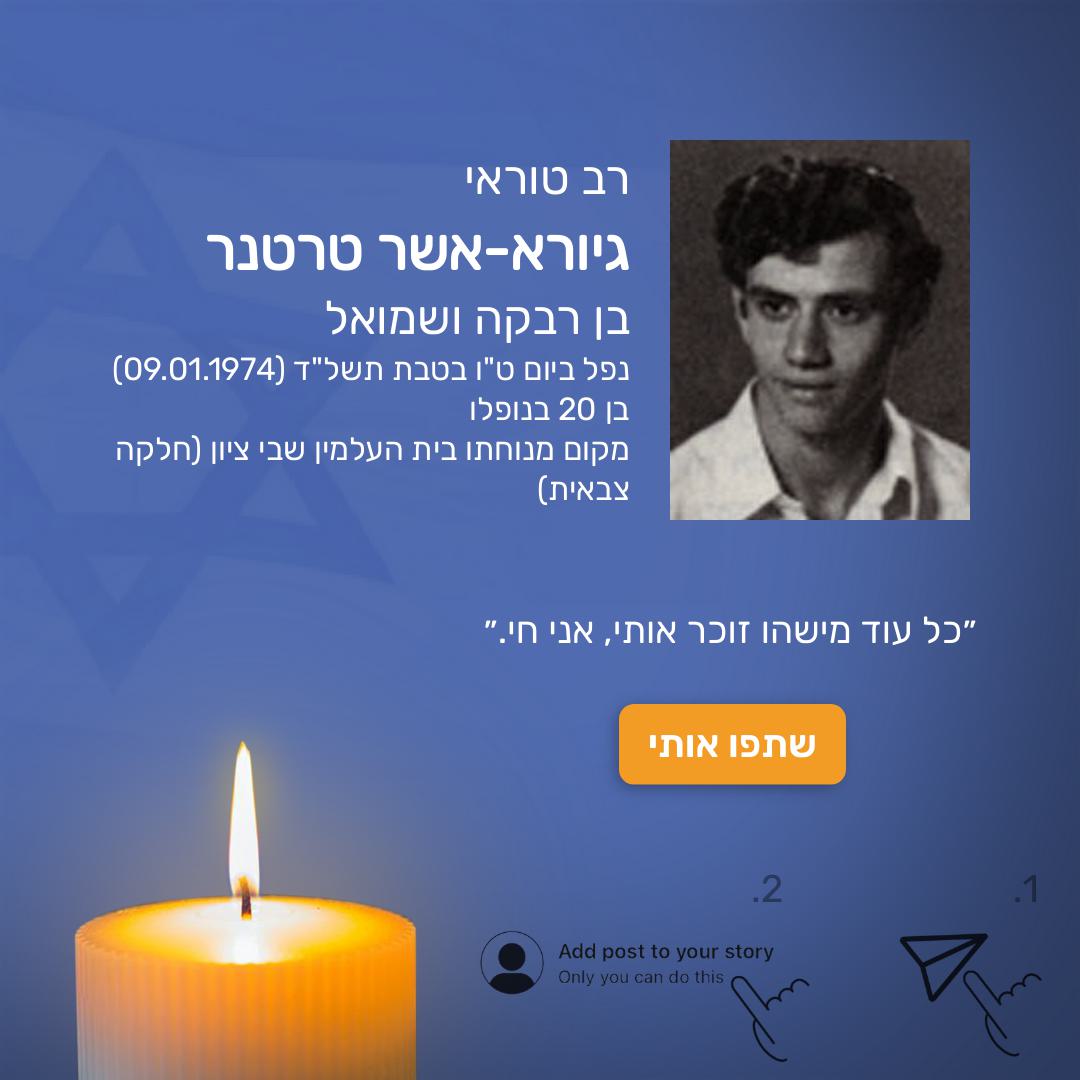 רב טוראי
גיורא-אשר טרטנר
בן רבקה ושמואל
נפל ביום ט"ו בטבת תשל"ד (09.01.1974)
בן 20 בנופלו
מקום מנוחתו בית העלמין שבי ציון (חלקה
צבאית)
״כל עוד מישהו זוכר אותי, אני חי.״
שתפו אותי
1.
2.
Add post to your story
Only you can do this